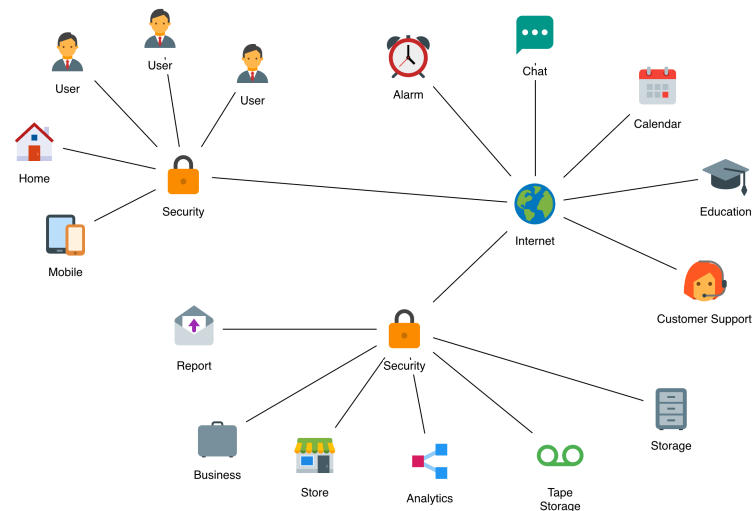 User
User
User
Alarm
Chat
Calendar
Home
Security
Education
Mobile
Internet
Customer Support
Report
Security
Business
Store
Analytics
Tape
Storage
Storage